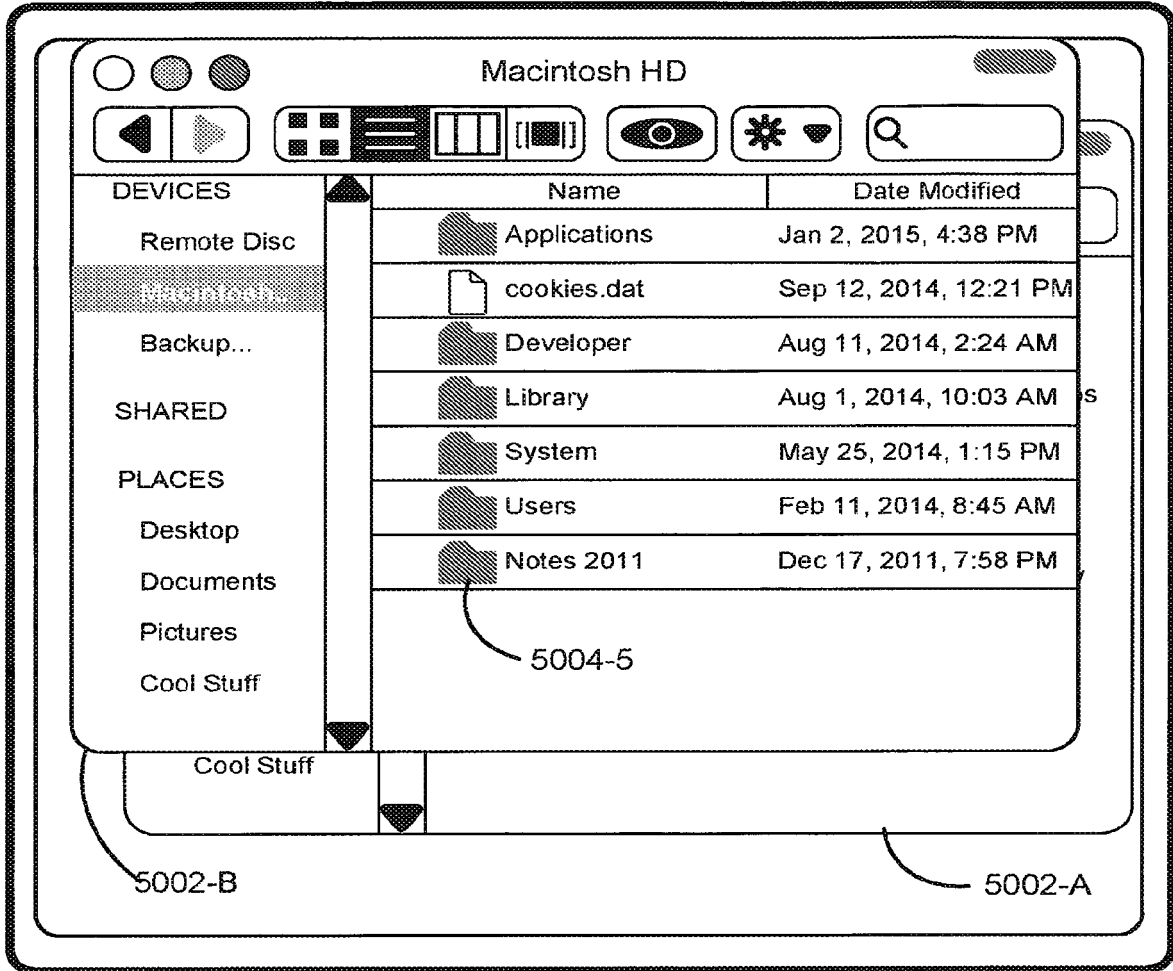 Macintosh HD
DEVICES
Name Date Modified
Remote Disc
Applications Jan 2, 2015, 4:38 PM
Macintosh...
cookies.dat Sep 12, 2014, 12:21 PM
Backup...
Developer Aug 11, 2014, 2:24 AM
SHARED
Library Aug 1, 2014, 10:03 AM
s
PLACES
System May 25, 2014, 1:15 PM
Desktop
Users Feb 11, 2014, 8:45 AM
Documents
Notes 2011 Dec 17, 2011, 7:58 PM
Pictures
5004-5
Cool Stuff
Cool Stuff
5002-B
5002-A